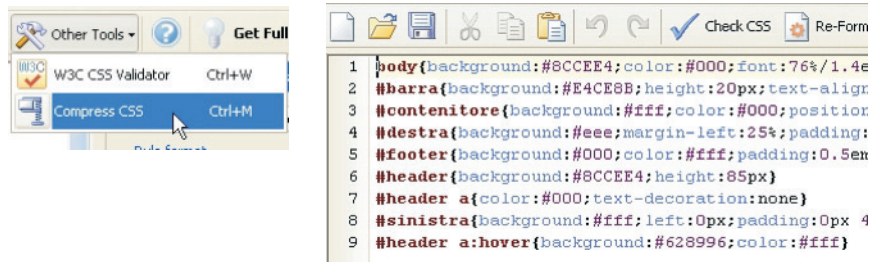 Other Tools
Get Full
W3C
W3C CSS Validator Ctrl+W
Compress CSS Ctrl+M
Rule format
Check CSS Re-Form
1 body{background:#8CCEE4;color:#000;font:76%/1.4e
2 #barra{background:#E4CE8B;height:20px;text-align
3 #contenitore{background:#fff;color:#000;position
4 #destra{background:#eee;margin-left:25%;padding:
5 #footer{background:#000;color:#fff;padding:0.5em
6 #header{background:#8CCEE4;height:85px}
7 #header a{color:#000;text-decoration:none}
8 #sinistra{background:#fff;left:0px;padding:0px 4
9 #header a:hover{background:#628996;color:#fff}